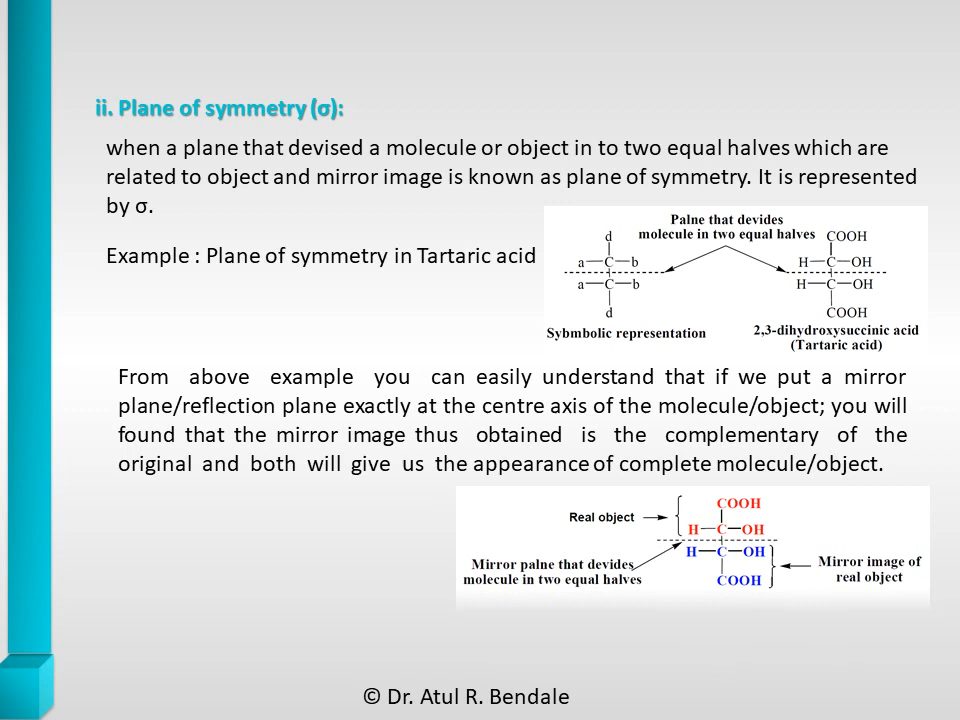 ii. Plane of symmetry (σ):
when a plane that devised a molecule or object in to two equal halves which are
related to object and mirror image is known as plane of symmetry. It is represented
by σ.
Example : Plane of symmetry in Tartaric acid
Palne that devides
molecule in two equal halves
d
a—C—b
a—C—b
d
Sybmbolic representation
COOH
H—C—OH
H—C—OH
COOH
2,3-dihydroxysuccinic acid
(Tartaric acid)
From above example you can easily understand that if we put a mirror
plane/reflection plane exactly at the centre axis of the molecule/object; you will
found that the mirror image thus obtained is the complementary of the
original and both will give us the appearance of complete molecule/object.
Real object
COOH
H—C—OH
H—C—OH
COOH
Mirror palne that devides
molecule in two equal halves
Mirror image of
real object
© Dr. Atul R. Bendale